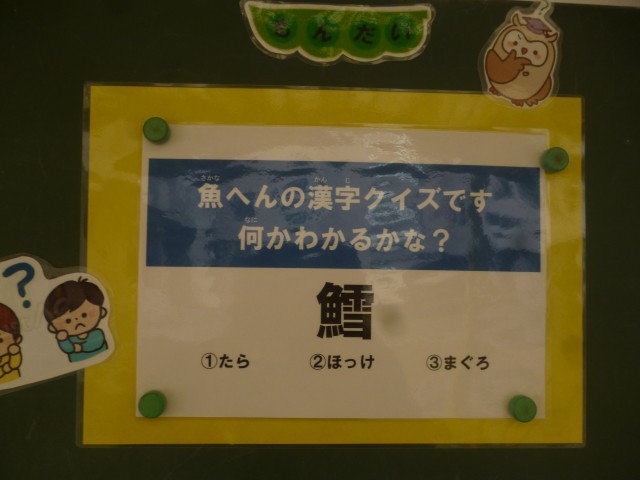 もんだい
魚へんの漢字クイズです
何かわかるかな？
鱈
①たら ②ほっけ ③まぐろ
?